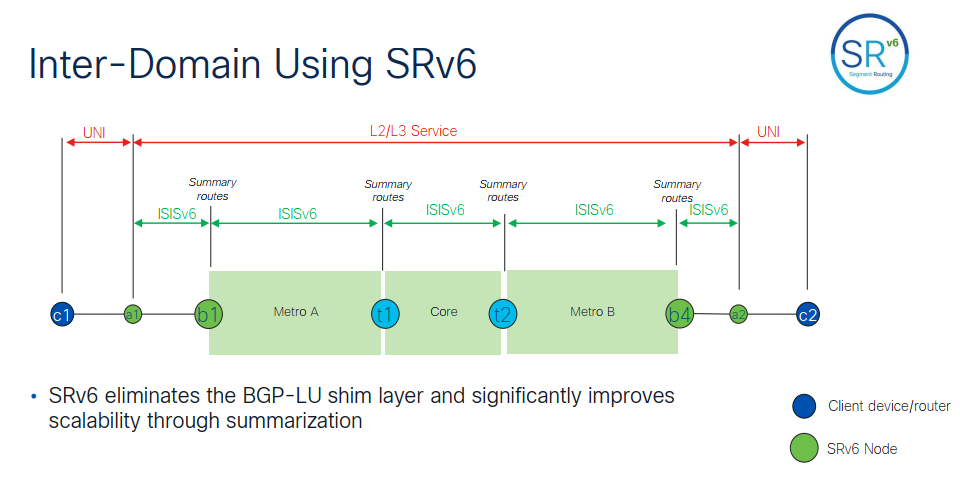 Inter-Domain Using SRv6
SR v6
Segment Routing
UNI
L2/L3 Service
UNI
Summary
routes
Summary
routes
Summary
routes
Summary
routes
ISISv6
ISISv6
ISISv6
ISISv6
ISISv6
c1
a1
b1
Metro A
t1
Core
t2
Metro B
b4
a2
c2
• SRv6 eliminates the BGP-LU shim layer and significantly improves
scalability through summarization
Client device/router
SRv6 Node